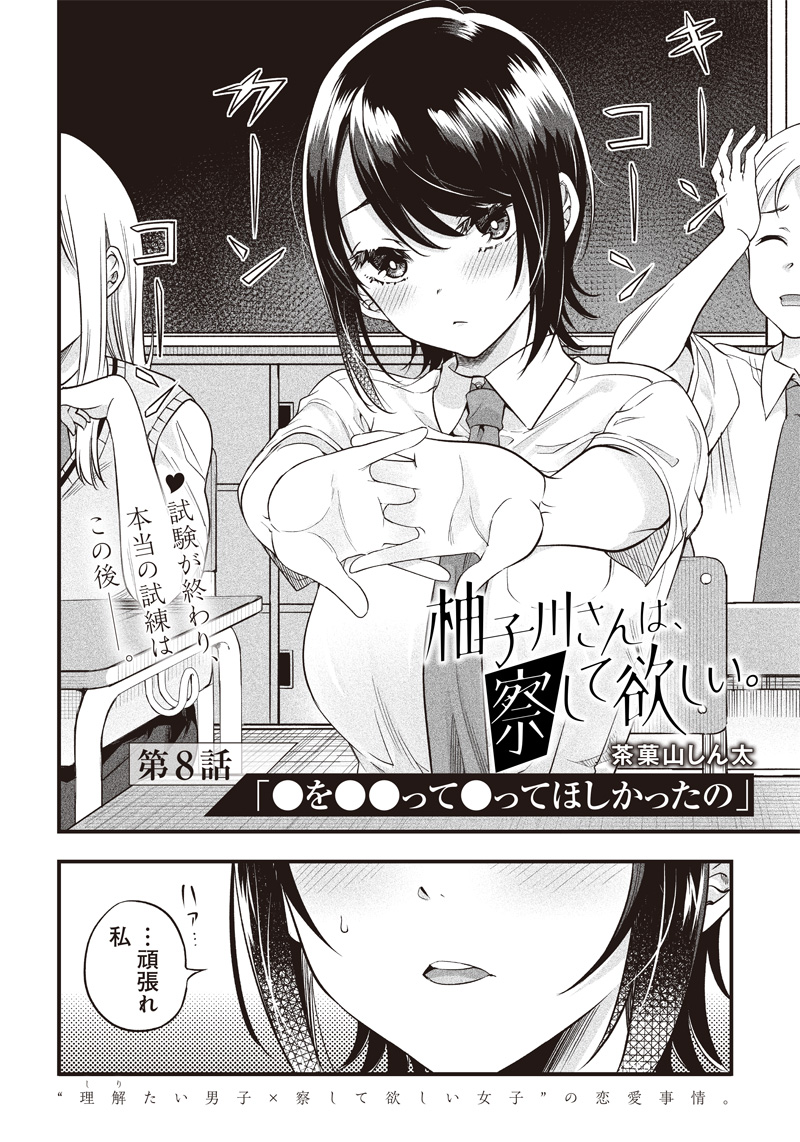 キーン
コーン
カーーン
コーン
♥試験が終わり、
本当の試練は
この後――。
柚子川さんは、
察して欲しい。
茶菓山しん太
第8話
「●を●●って●ってほしかったの」
ハァ…
…頑張れ
私
しり
“理解たい男子×察して欲しい女子”の恋愛事情。